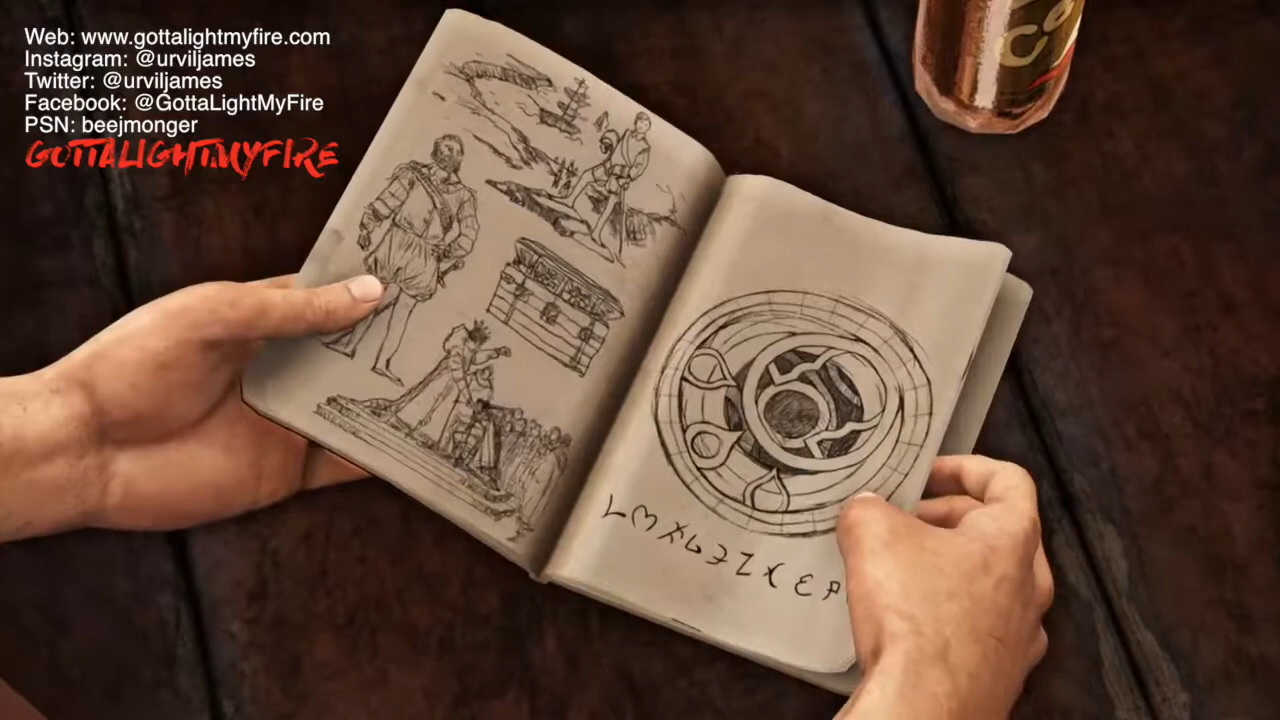 Web: www.gottalightmyfire.com
Instagram: @urviljames
Twitter: @urviljames
Facebook: @GottaLightMyFire
PSN: beejmonger
GOTTALIGHTMYFIRE